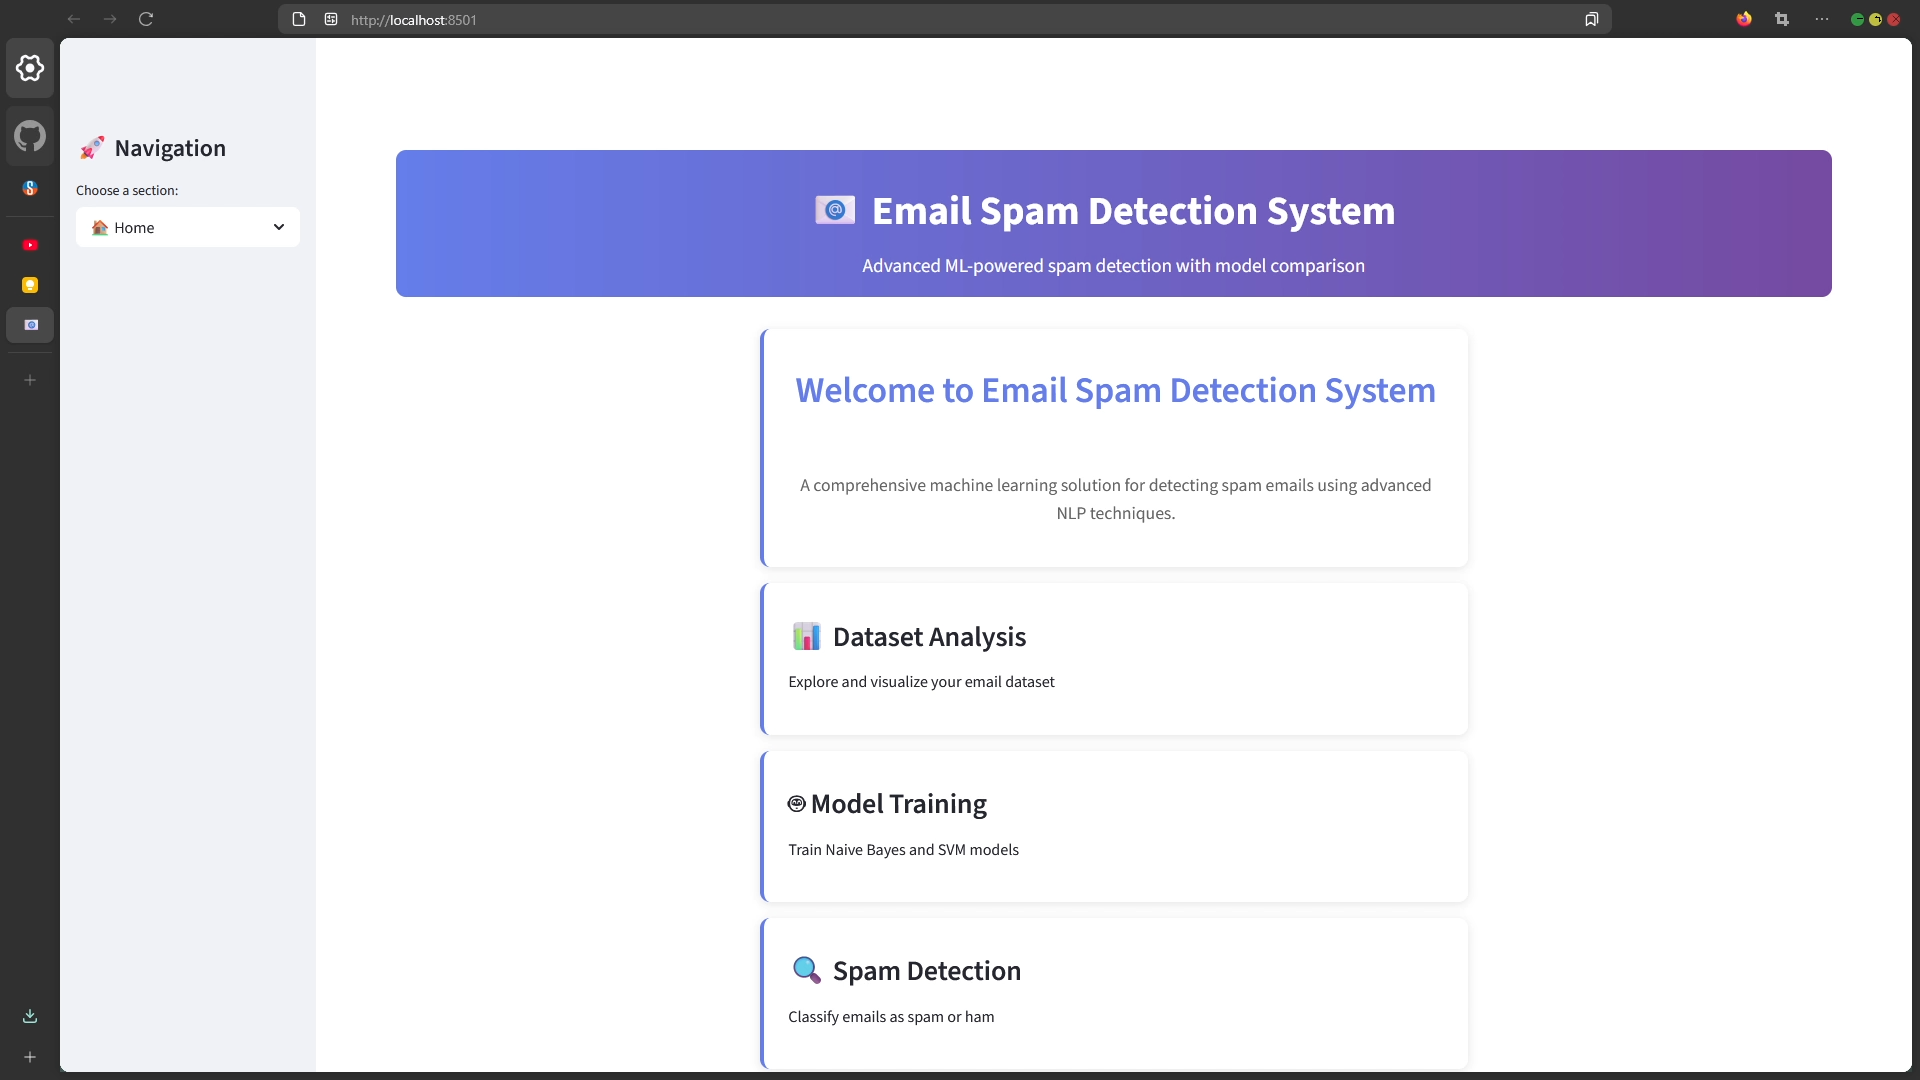 http://localhost:8501
Navigation
Choose a section:
Home
Email Spam Detection System
Advanced ML-powered spam detection with model comparison
Welcome to Email Spam Detection System
A comprehensive machine learning solution for detecting spam emails using advanced
NLP techniques.
Dataset Analysis
Explore and visualize your email dataset
Model Training
Train Naive Bayes and SVM models
Spam Detection
Classify emails as spam or ham